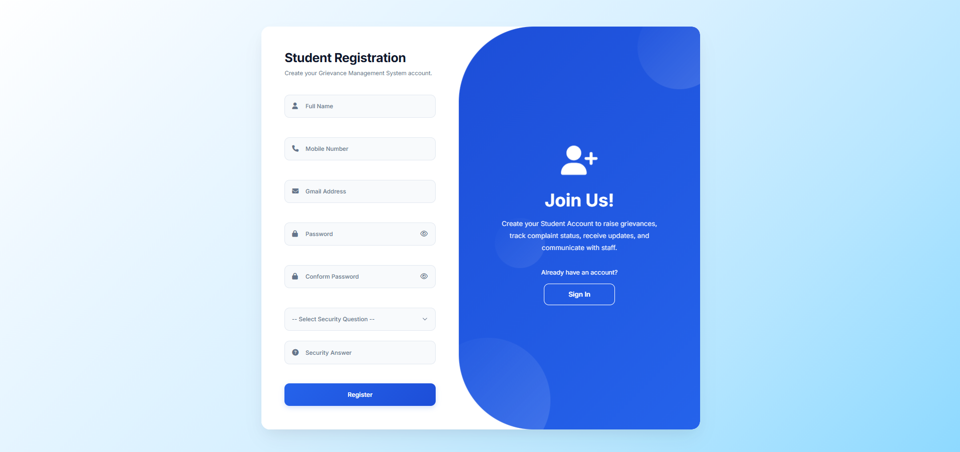 Student Registration
Create your Grievance Management System account.
Full Name
Mobile Number
Gmail Address
Password
Conform Password
-- Select Security Question --
Security Answer
Register
Join Us!
Create your Student Account to raise grievances,
track complaint status, receive updates, and
communicate with staff.
Already have an account?
Sign In